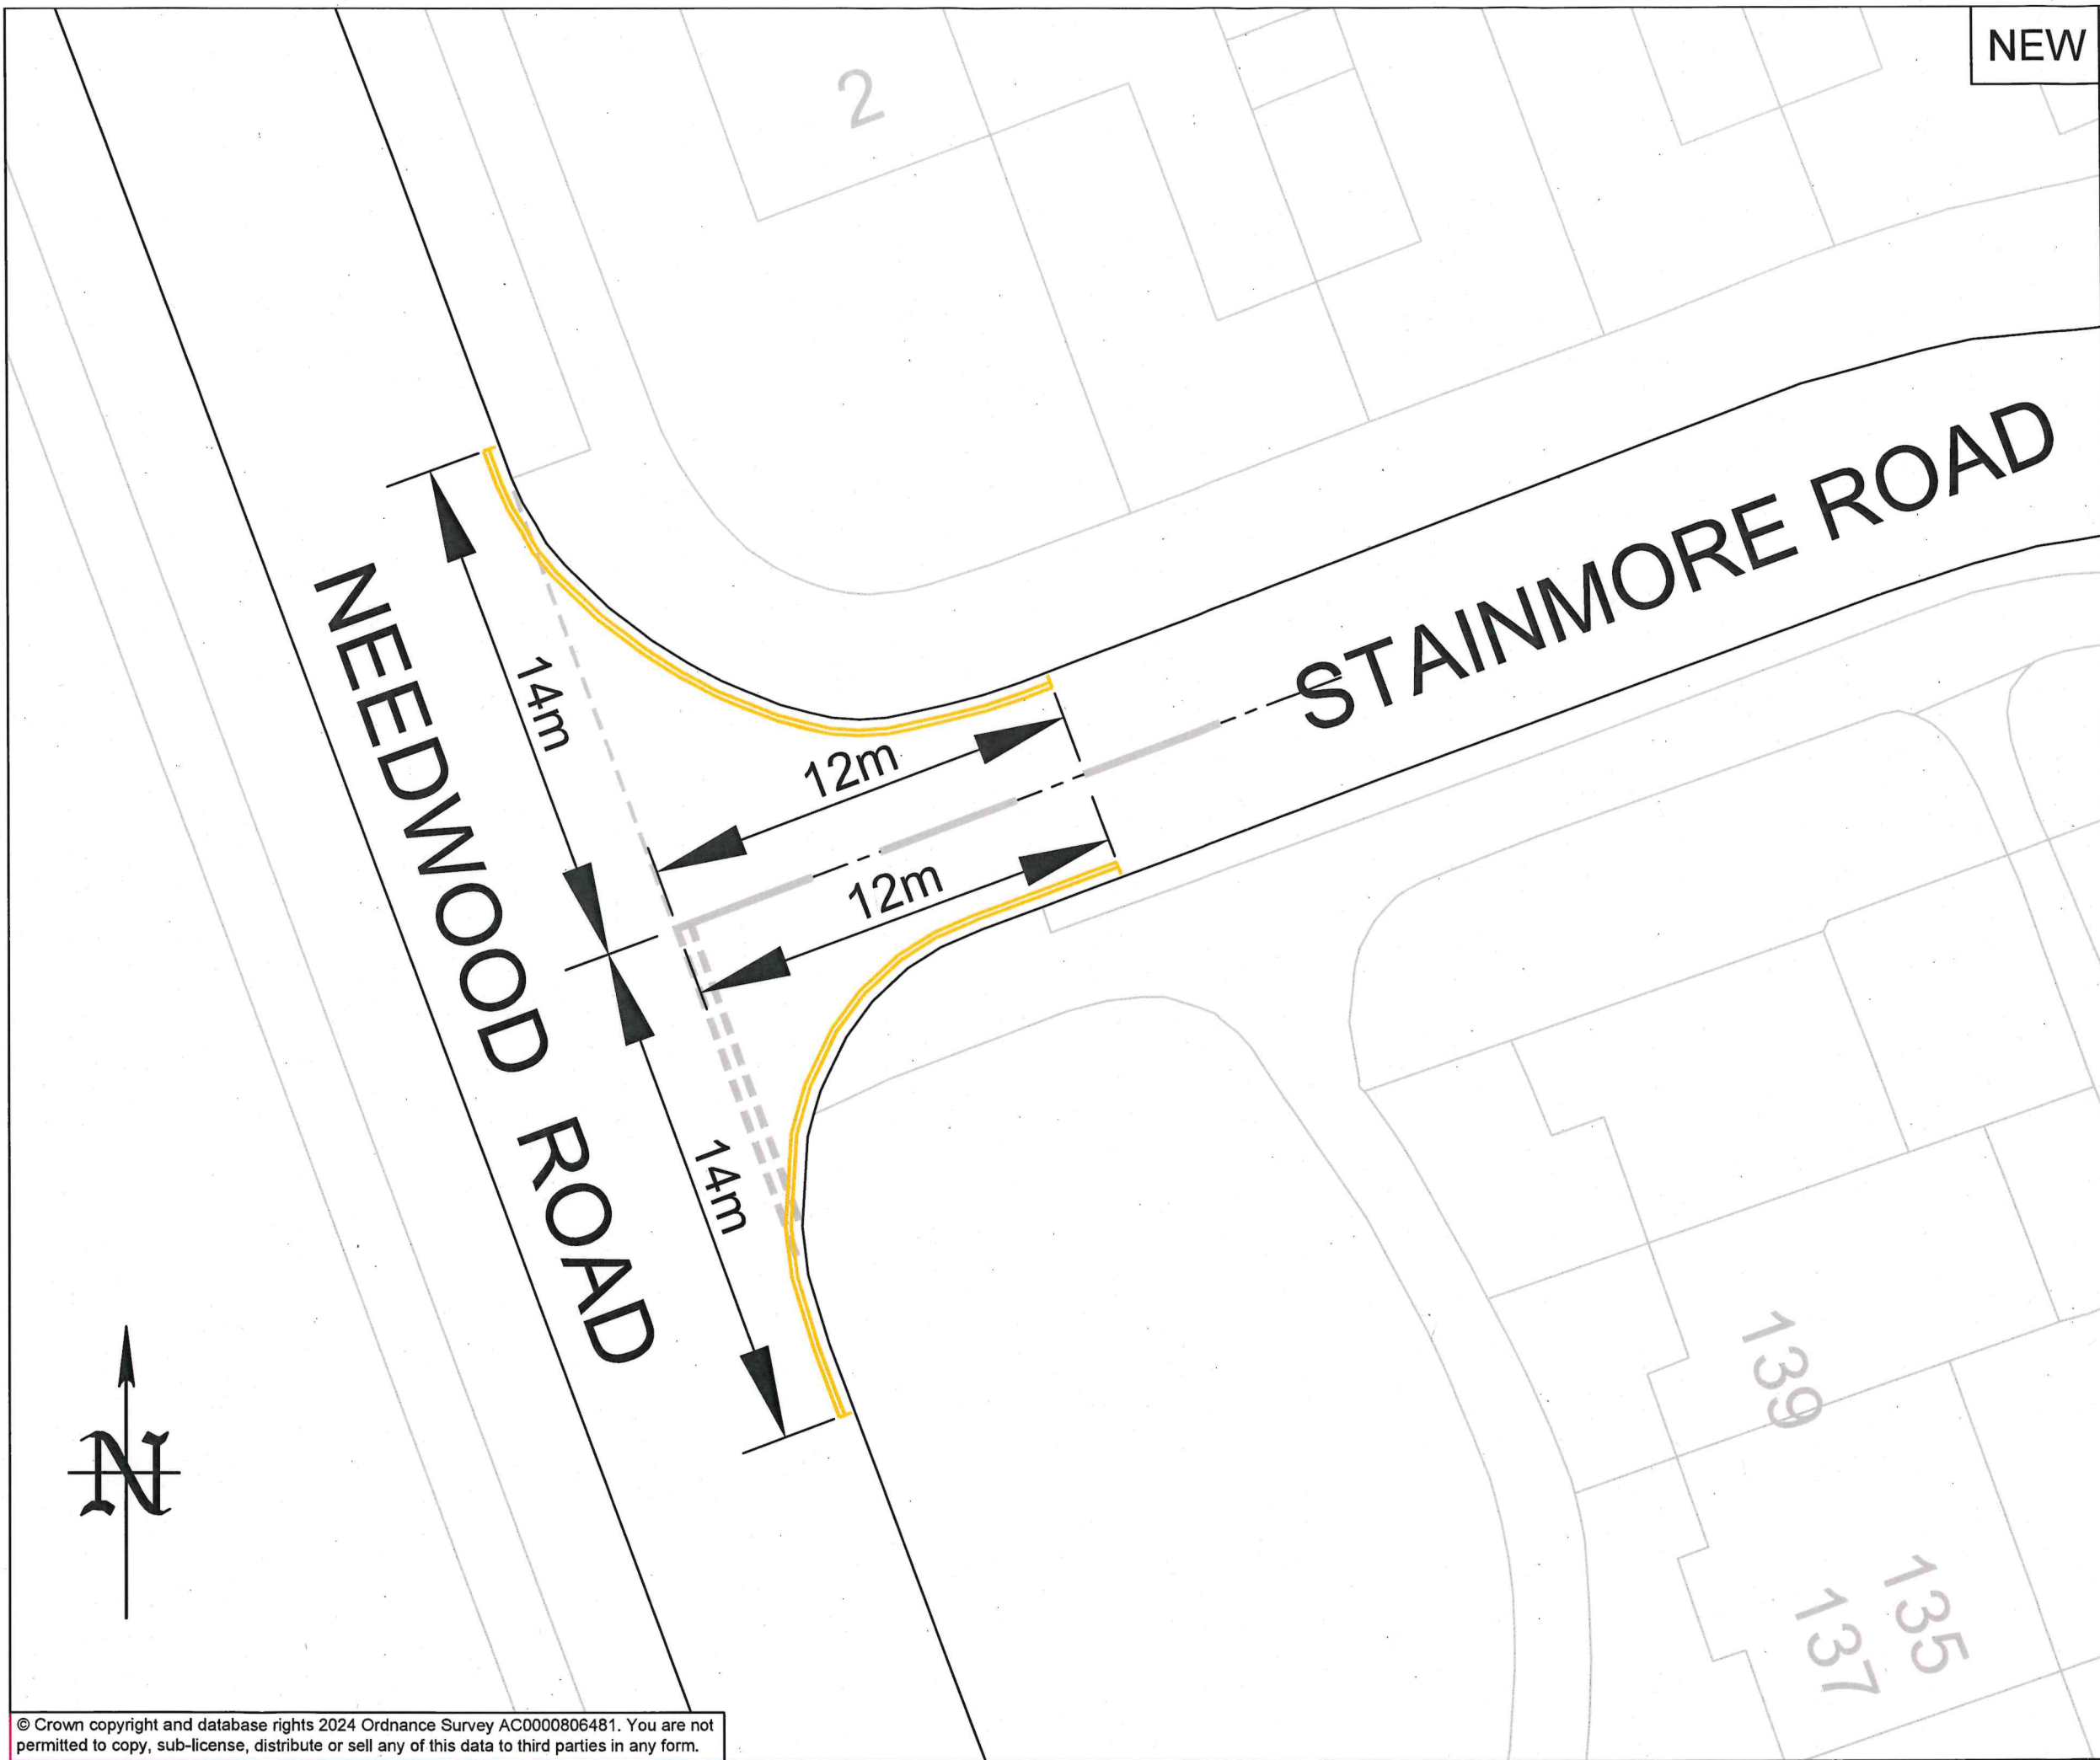 NEW
2
STAINMORE ROAD
NEEDWOOD ROAD
14m
12m
12m
14m
139
135
137
N
© Crown copyright and database rights 2024 Ordnance Survey AC0000806481. You are not
permitted to copy, sub-license, distribute or sell any of this data to third parties in any form.